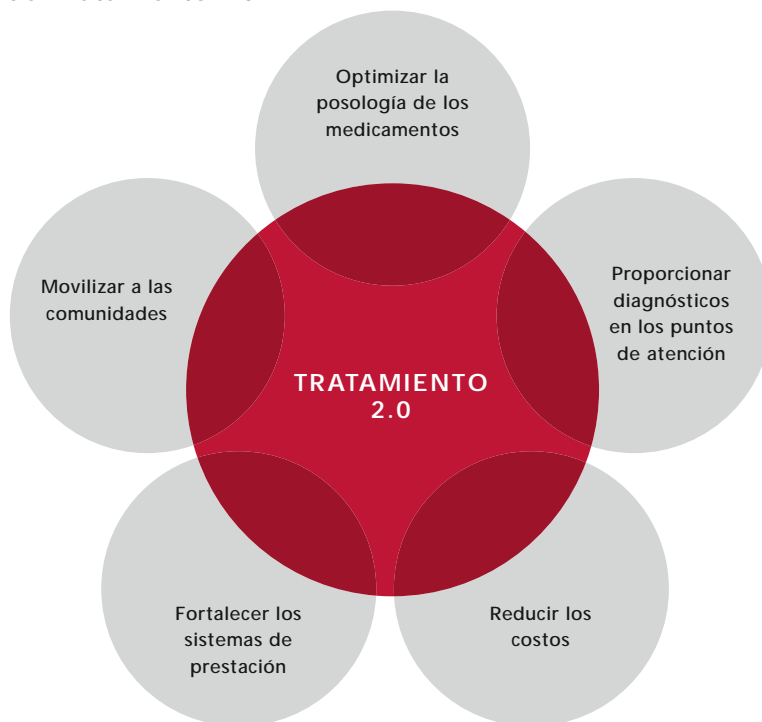 Optimizar la
posología de los
medicamentos
Movilizar a las
comunidades
Proporcionar
diagnósticos
en los puntos
de atención
TRATAMIENTO
2.0
Fortalecer los
sistemas de
prestación
Reducir los
costos